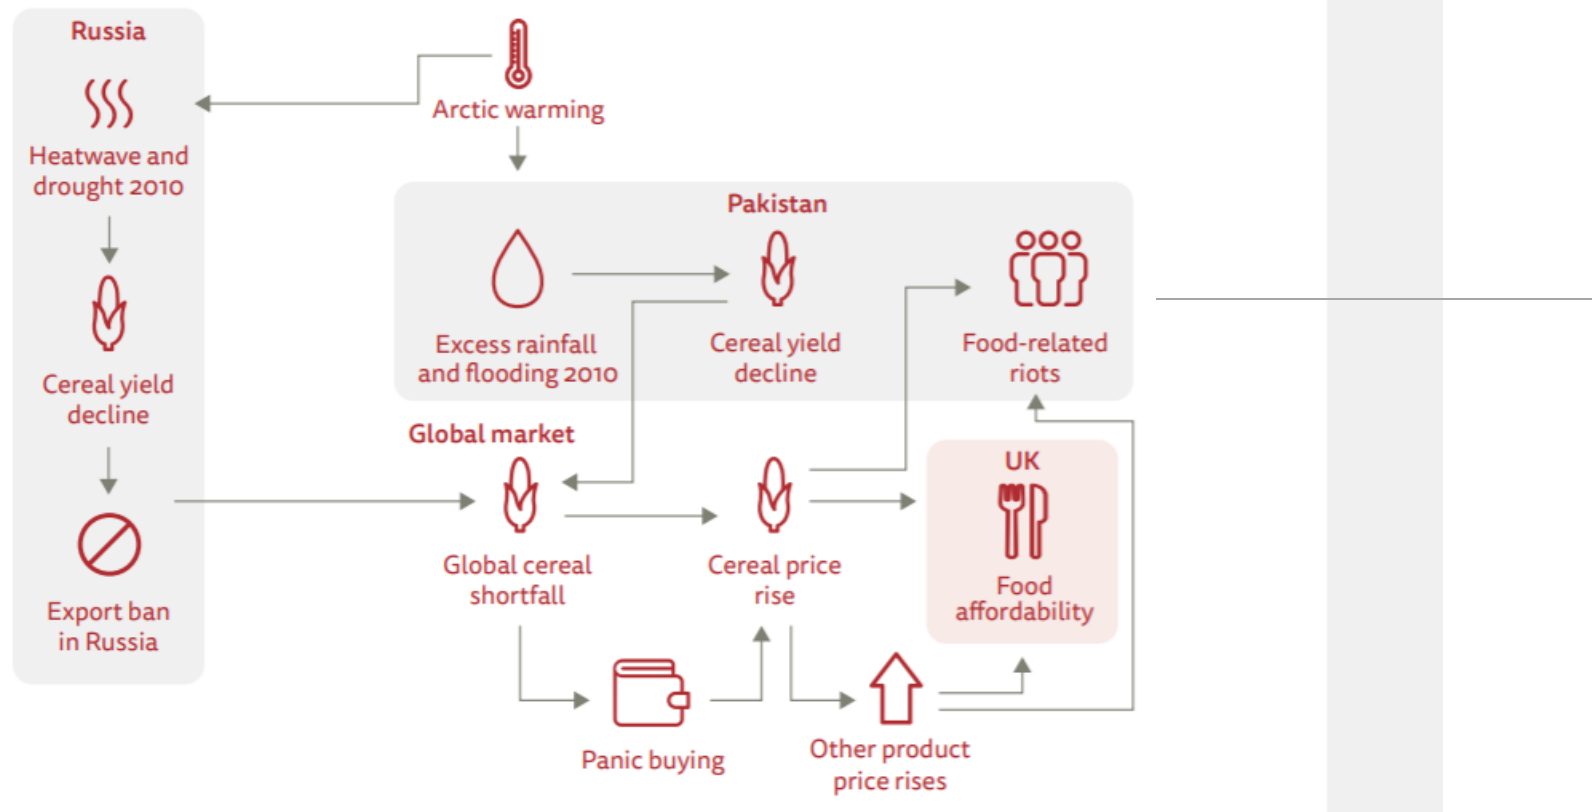 Russia
Heatwave and
drought 2010
Cereal yield
decline
Export ban
in Russia
Arctic warming
Pakistan
Excess rainfall
and flooding 2010
Cereal yield
decline
Food-related
riots
Global market
Global cereal
shortfall
Cereal price
rise
UK
Food
affordability
Panic buying
Other product
price rises